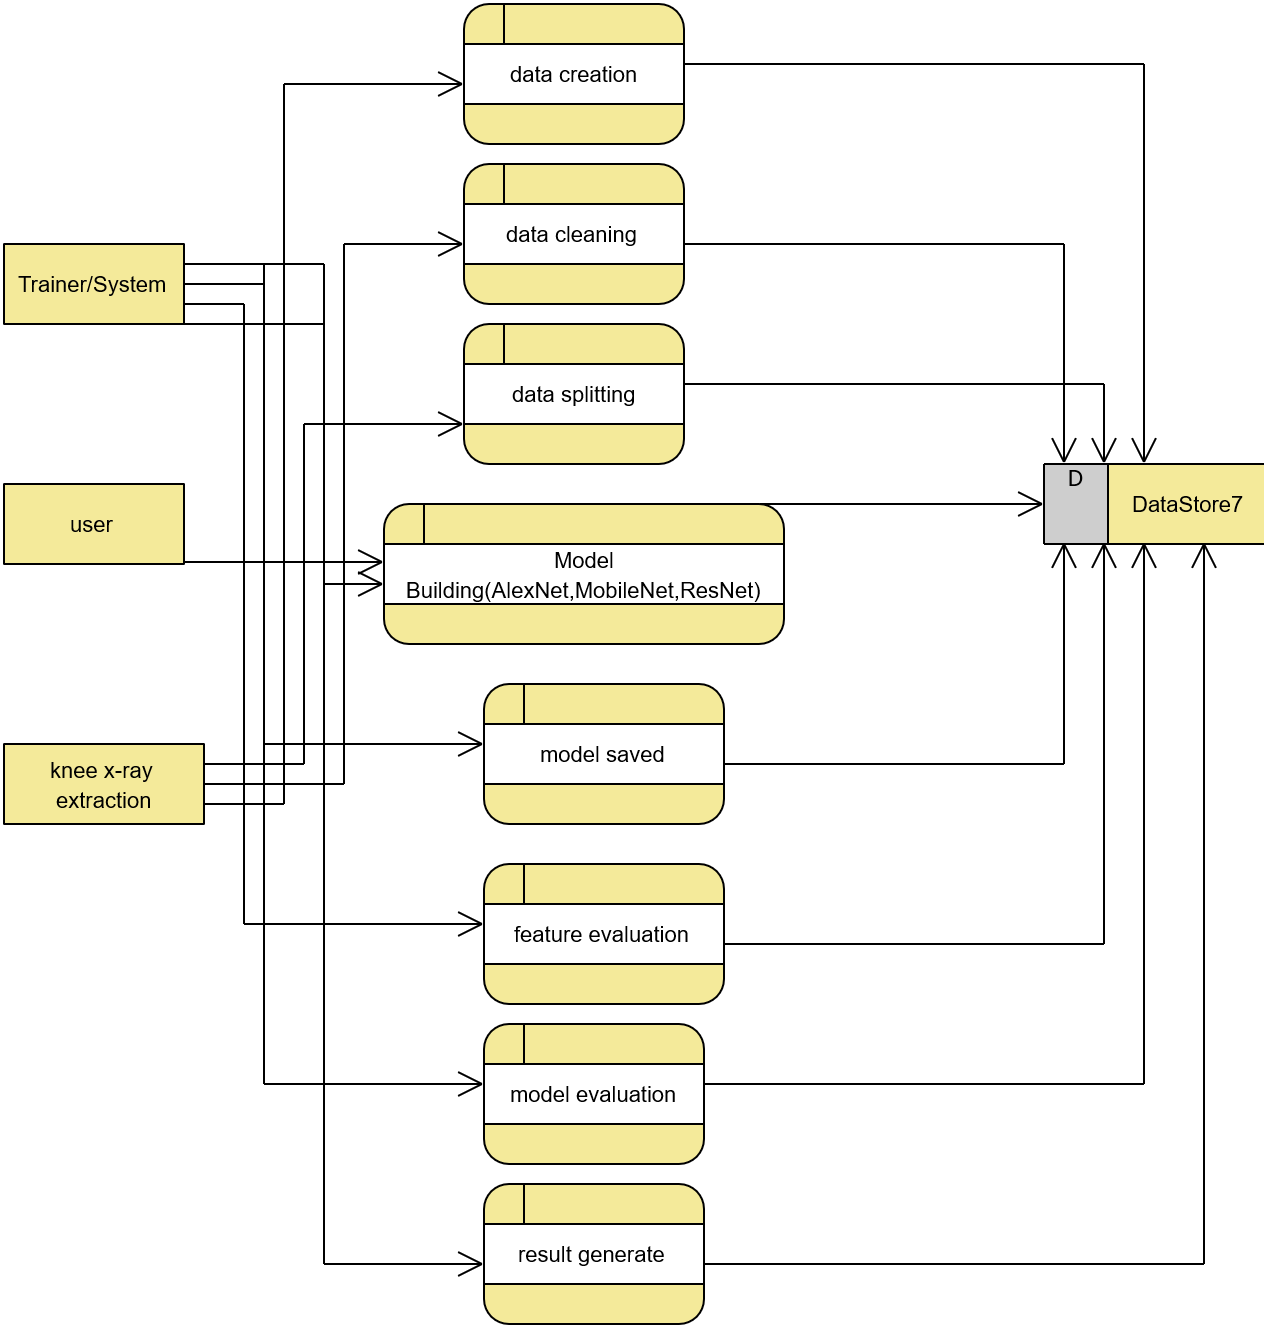 data creation
data cleaning
Trainer/System
data splitting
D
DataStore7
user
Model
Building(AlexNet,MobileNet,ResNet)
model saved
knee x-ray
extraction
feature evaluation
model evaluation
result generate